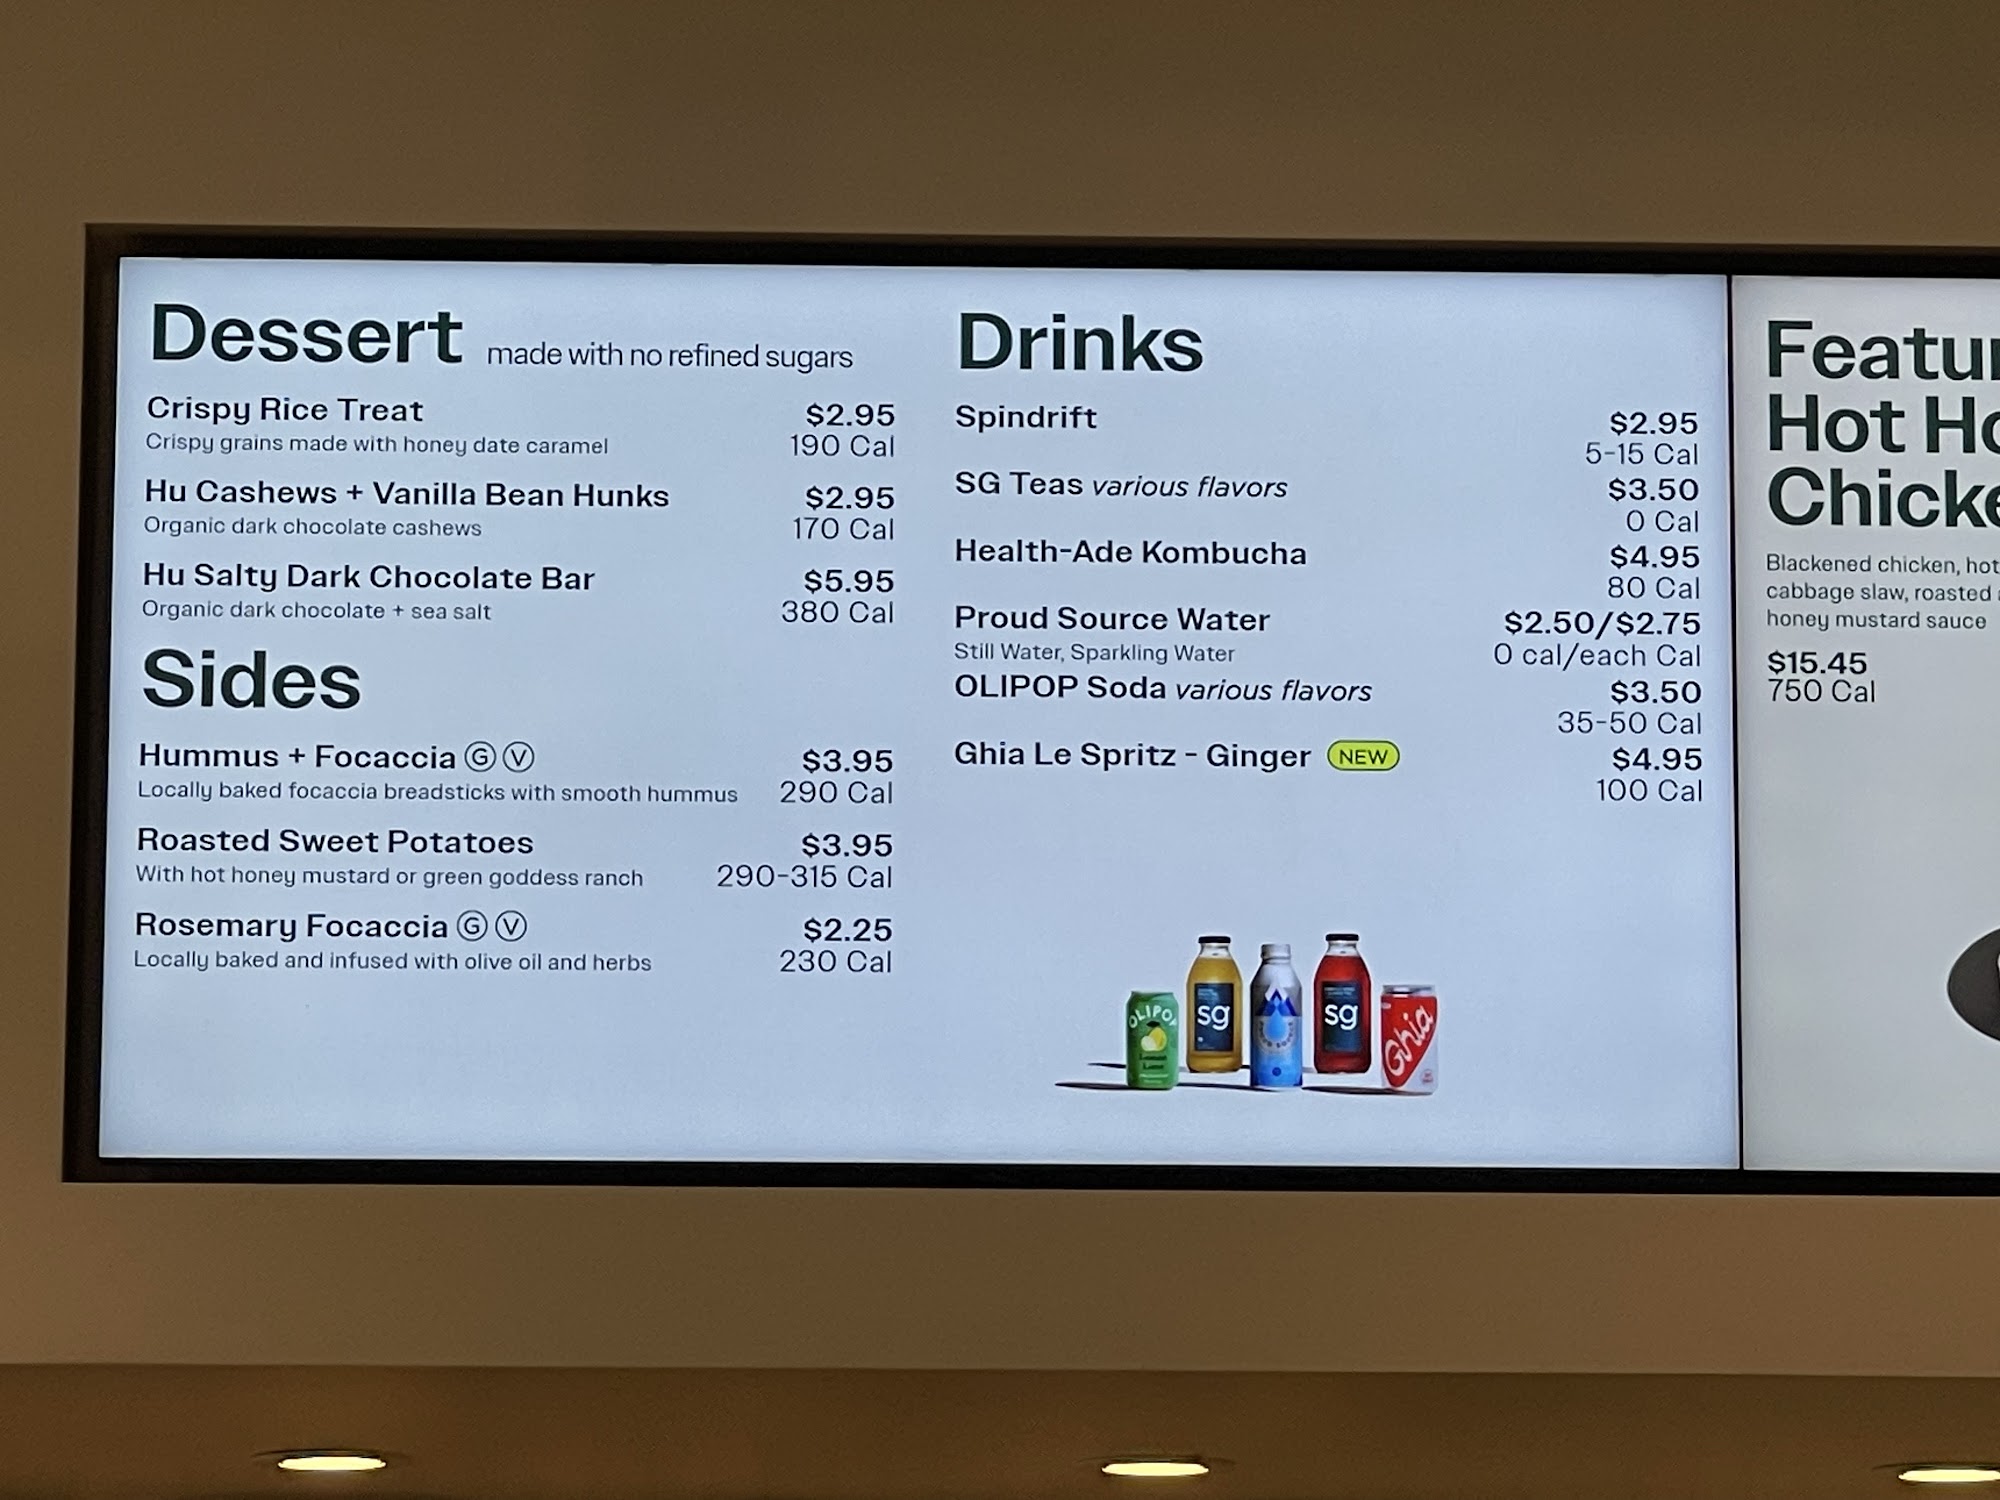 Dessert made with no refined sugars
Crispy Rice Treat $2.95
Crispy grains made with honey date caramel 190 Cal
Hu Cashews + Vanilla Bean Hunks $2.95
Organic dark chocolate cashews 170 Cal
Hu Salty Dark Chocolate Bar $5.95
Organic dark chocolate + sea salt 380 Cal
Sides
Hummus + Focaccia Ⓖ Ⓥ $3.95
Locally baked focaccia breadsticks with smooth hummus 290 Cal
Roasted Sweet Potatoes $3.95
With hot honey mustard or green goddess ranch 290-315 Cal
Rosemary Focaccia Ⓖ Ⓥ $2.25
Locally baked and infused with olive oil and herbs 230 Cal
Drinks
Spindrift $2.95
5-15 Cal
SG Teas various flavors $3.50
0 Cal
Health-Ade Kombucha $4.95
80 Cal
Proud Source Water $2.50/$2.75
Still Water, Sparkling Water 0 cal/each Cal
OLIPOP Soda various flavors $3.50
35-50 Cal
Ghia Le Spritz - Ginger NEW $4.95
100 Cal
OLIPOP
Lemon
Lime
sg
sg
Ghia
Featur
Hot Ho
Chicke
Blackened chicken, hot
cabbage slaw, roasted
honey mustard sauce
$15.45
750 Cal